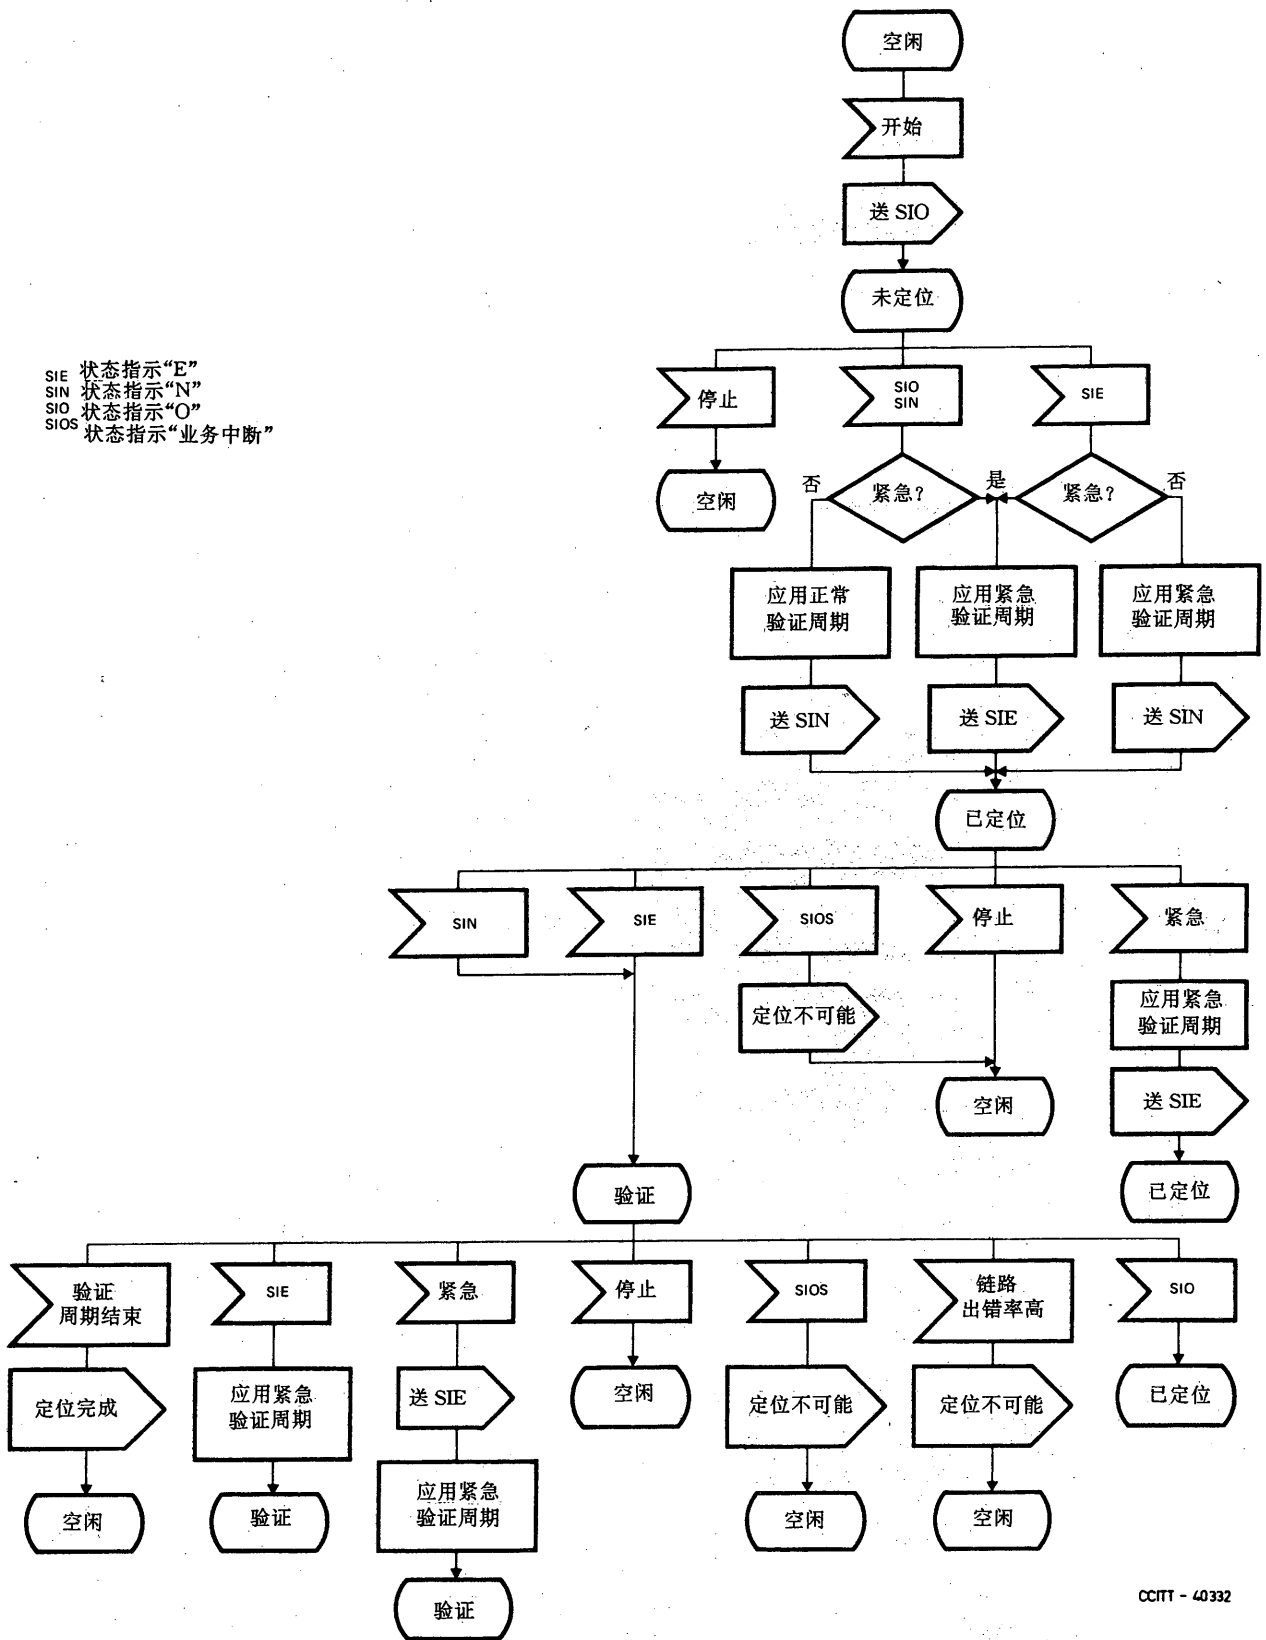 空闲
开始
送 SIO
未定位
SIE 状态指示“E”
SIN 状态指示“N”
SIO 状态指示“O”
SIOS 状态指示“业务中断”
停止
SIO
SIN
SIE
空闲
否
紧急？
是
紧急？
否
应用正常
验证周期
应用紧急
验证周期
应用紧急
验证周期
送 SIN
送 SIE
送 SIN
已定位
SIN
SIE
SIOS
停止
紧急
定位不可能
应用紧急
验证周期
空闲
送 SIE
验证
已定位
验证
周期结束
SIE
紧急
停止
SIOS
链路
出错率高
SIO
定位完成
应用紧急
验证周期
送 SIE
空闲
定位不可能
定位不可能
已定位
空闲
验证
应用紧急
验证周期
空闲
空闲
验证
CCITT - 40332